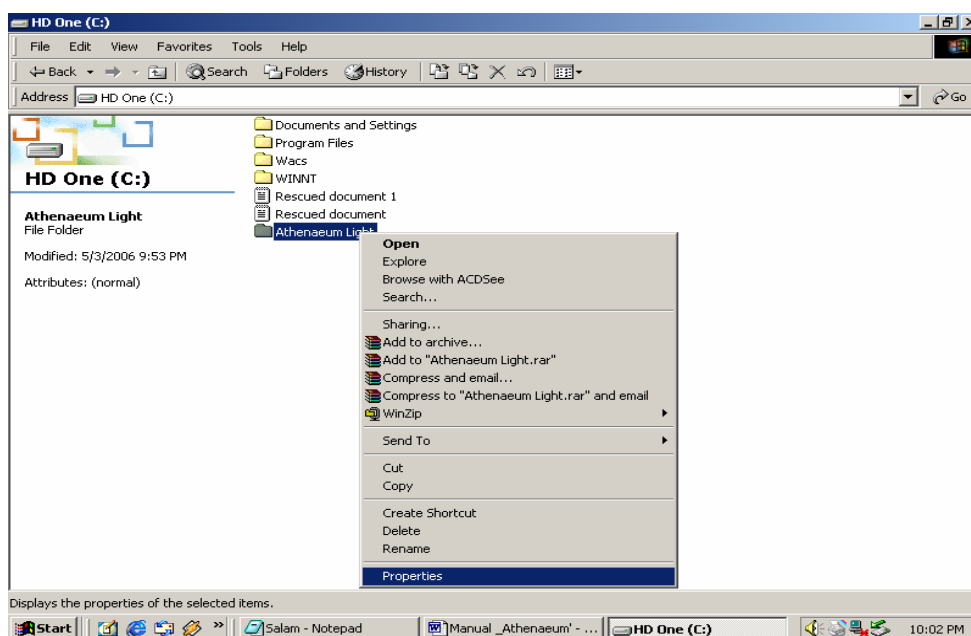 HD One (C:)
File Edit View Favorites Tools Help
Back Search Folders History
Address HD One (C:) Go
HD One (C:)
Athenaeum Light
File Folder
Modified: 5/3/2006 9:53 PM
Attributes: (normal)
Documents and Settings
Program Files
Wacs
WINNT
Rescued document 1
Rescued document
Athenaeum Light
Open
Explore
Browse with ACDSee
Search...
Sharing...
Add to archive...
Add to "Athenaeum Light.rar"
Compress and email...
Compress to "Athenaeum Light.rar" and email
WinZip
Send To
Cut
Copy
Create Shortcut
Delete
Rename
Properties
Displays the properties of the selected items.
Start » Salam - Notepad Manual _Athenaeum' - ... HD One (C:) 10:02 PM